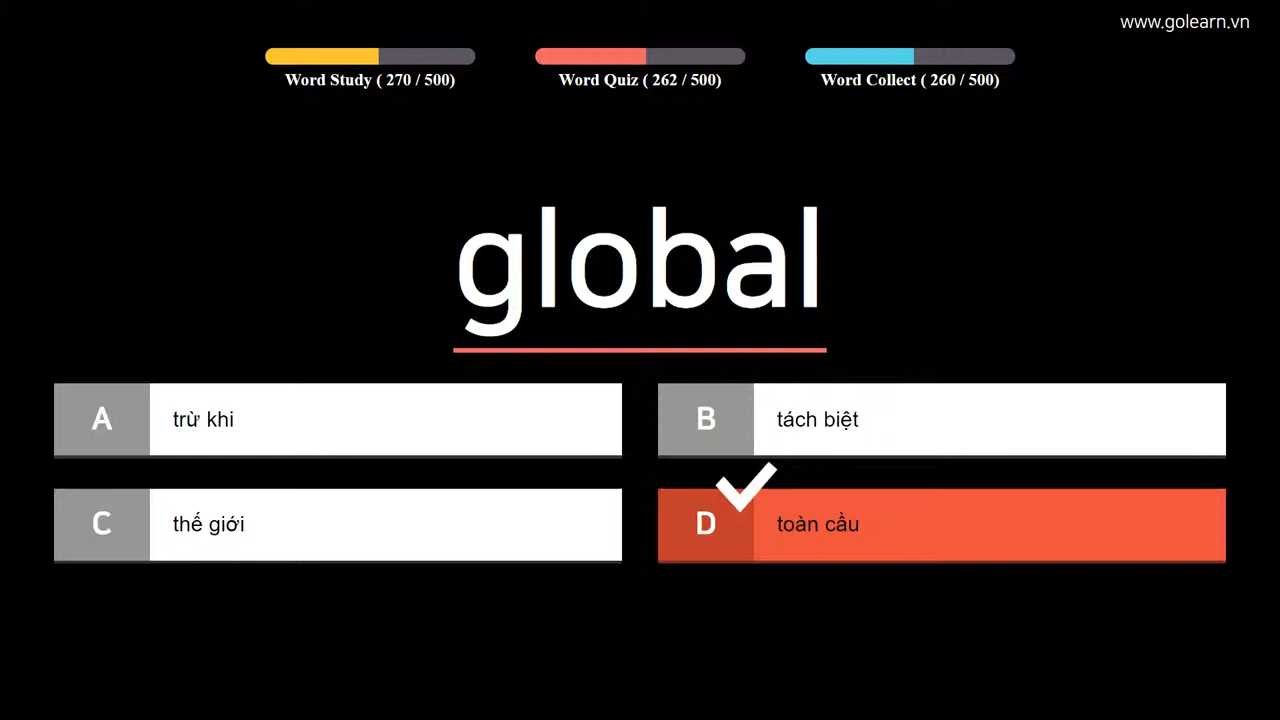 www.golearn.vn
Word Study ( 270 / 500)
Word Quiz ( 262 / 500)
Word Collect ( 260 / 500)
global
A trừ khi
B tách biệt
C thế giới
D toàn cầu